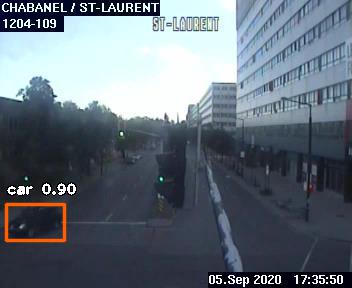 CHABANEL / ST-LAURENT
ST-LAURENT
1204-109
car 0.90
05.Sep 2020 17:35:50